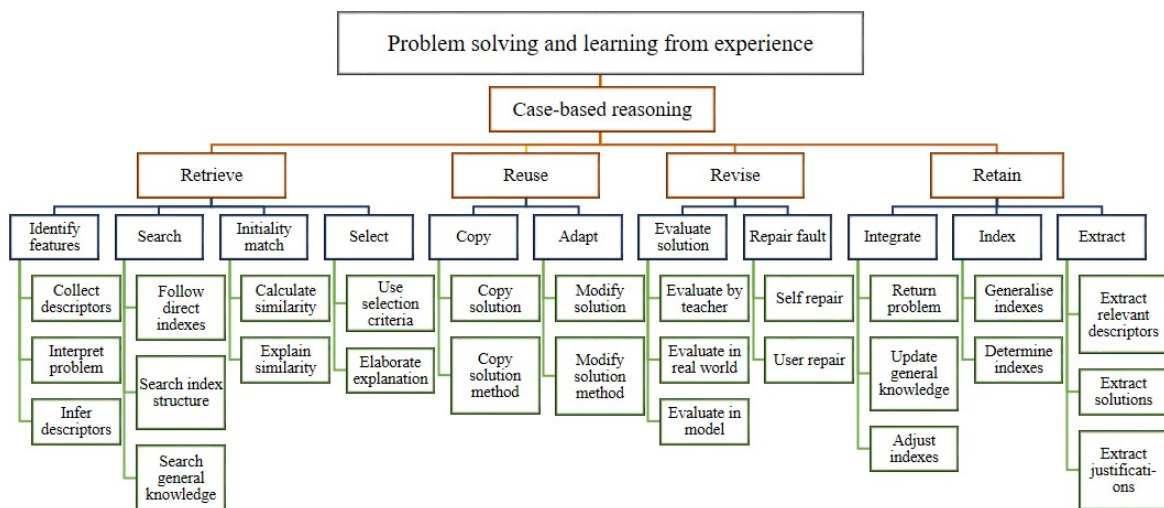 Problem solving and learning from experience
Case-based reasoning
Retrieve
Reuse
Revise
Retain
Identify
features
Search
Initiality
match
Select
Copy
Adapt
Evaluate
solution
Repair fault
Integrate
Index
Extract
Collect
descriptors
Interpret
problem
Infer
descriptors
Follow
direct
indexes
Search index
structure
Search
general
knowledge
Calculate
similarity
Explain
similarity
Use
selection
criteria
Elaborate
explanation
Copy
solution
Copy
solution
method
Modify
solution
Modify
solution
method
Evaluate by
teacher
Evaluate in
real world
Evaluate in
model
Self repair
User repair
Return
problem
Update
general
knowledge
Adjust
indexes
Generalise
indexes
Determine
indexes
Extract
relevant
descriptors
Extract
solutions
Extract
justificati-
ons